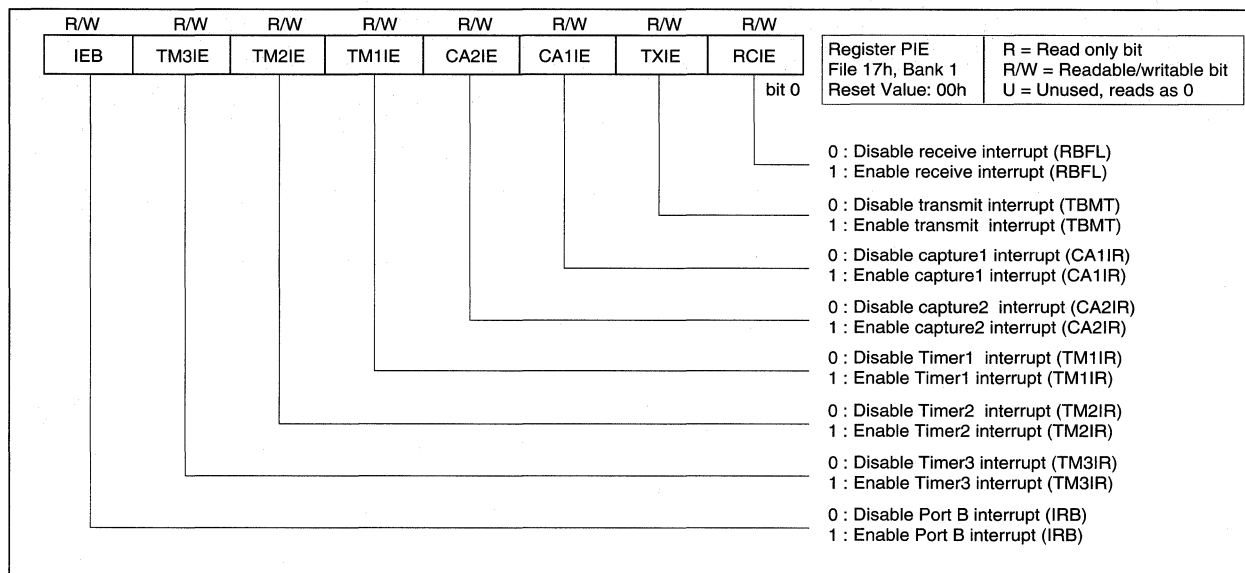 R/W R/W R/W R/W R/W R/W R/W R/W
IEB TM3IE TM2IE TM1IE CA2IE CA1IE TXIE RCIE
bit 0
Register PIE
File 17h, Bank 1
Reset Value: 00h
R = Read only bit
R/W = Readable/writable bit
U = Unused, reads as 0
0 : Disable receive interrupt (RBFL)
1 : Enable receive interrupt (RBFL)
0 : Disable transmit interrupt (TBMT)
1 : Enable transmit interrupt (TBMT)
0 : Disable capture1 interrupt (CA1IR)
1 : Enable capture1 interrupt (CA1IR)
0 : Disable capture2 interrupt (CA2IR)
1 : Enable capture2 interrupt (CA2IR)
0 : Disable Timer1 interrupt (TM1IR)
1 : Enable Timer1 interrupt (TM1IR)
0 : Disable Timer2 interrupt (TM2IR)
1 : Enable Timer2 interrupt (TM2IR)
0 : Disable Timer3 interrupt (TM3IR)
1 : Enable Timer3 interrupt (TM3IR)
0 : Disable Port B interrupt (IRB)
1 : Enable Port B interrupt (IRB)